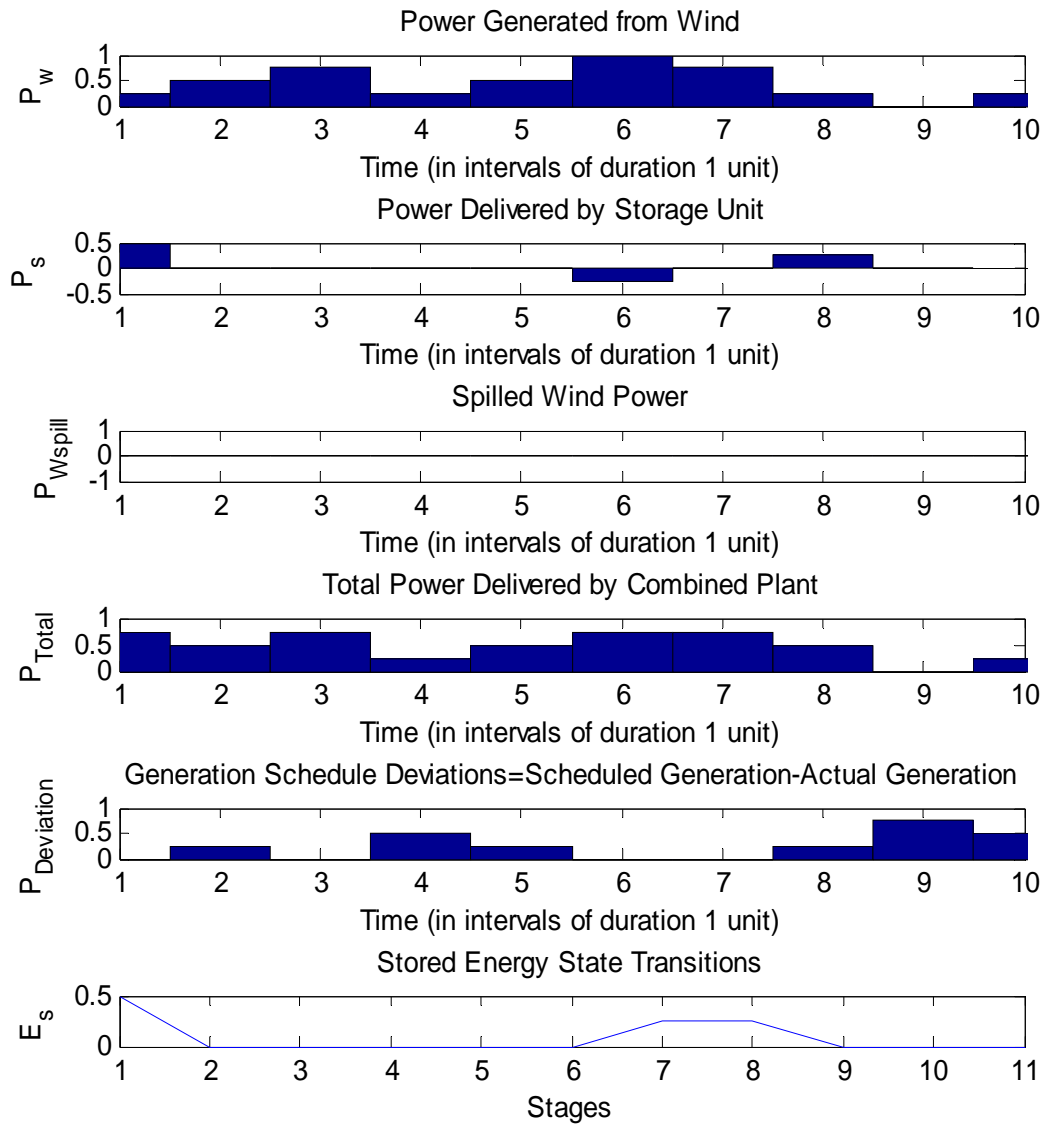 Power Generated from Wind
1
0.5
0
P_w
1 2 3 4 5 6 7 8 9 10
Time (in intervals of duration 1 unit)
Power Delivered by Storage Unit
0.5
0
-0.5
P_s
1 2 3 4 5 6 7 8 9 10
Time (in intervals of duration 1 unit)
Spilled Wind Power
1
0
-1
P_Wspill
1 2 3 4 5 6 7 8 9 10
Time (in intervals of duration 1 unit)
Total Power Delivered by Combined Plant
1
0.5
0
P_Total
1 2 3 4 5 6 7 8 9 10
Time (in intervals of duration 1 unit)
Generation Schedule Deviations=Scheduled Generation-Actual Generation
1
0.5
0
P_Deviation
1 2 3 4 5 6 7 8 9 10
Time (in intervals of duration 1 unit)
Stored Energy State Transitions
0.5
0
E_s
1 2 3 4 5 6 7 8 9 10 11
Stages